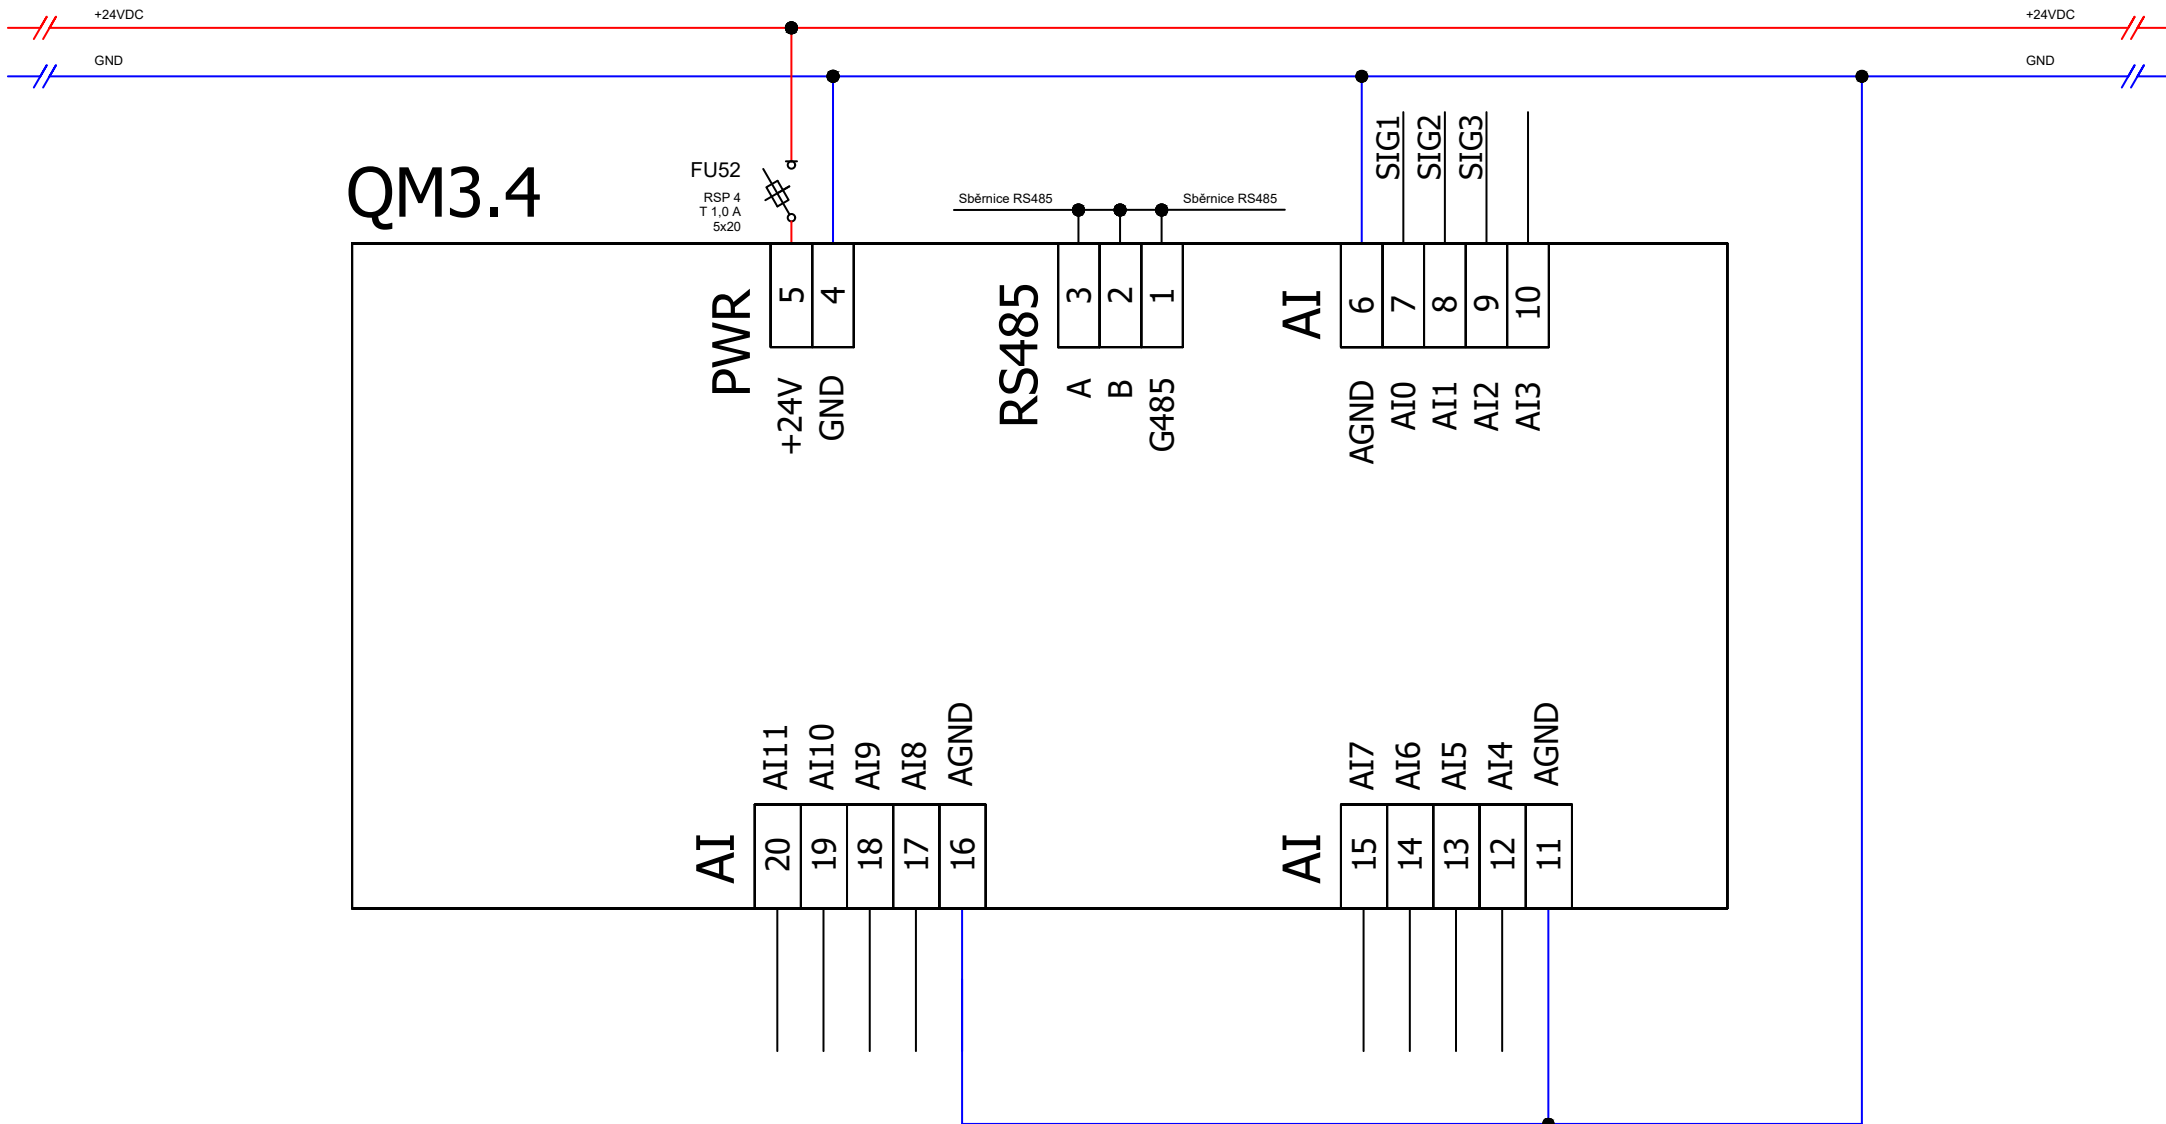 +24VDC
+24VDC
GND
GND
QM3.4
FU52
RSP 4
T 1,0 A
5x20
Sběrnice RS485
Sběrnice RS485
SIG1
SIG2
SIG3
PWR
5
4
+24V
GND
RS485
3
2
1
A
B
G485
AI
6
7
8
9
10
AGND
AI0
AI1
AI2
AI3
AI11
AI10
AI9
AI8
AGND
AI
20
19
18
17
16
AI7
AI6
AI5
AI4
AGND
AI
15
14
13
12
11